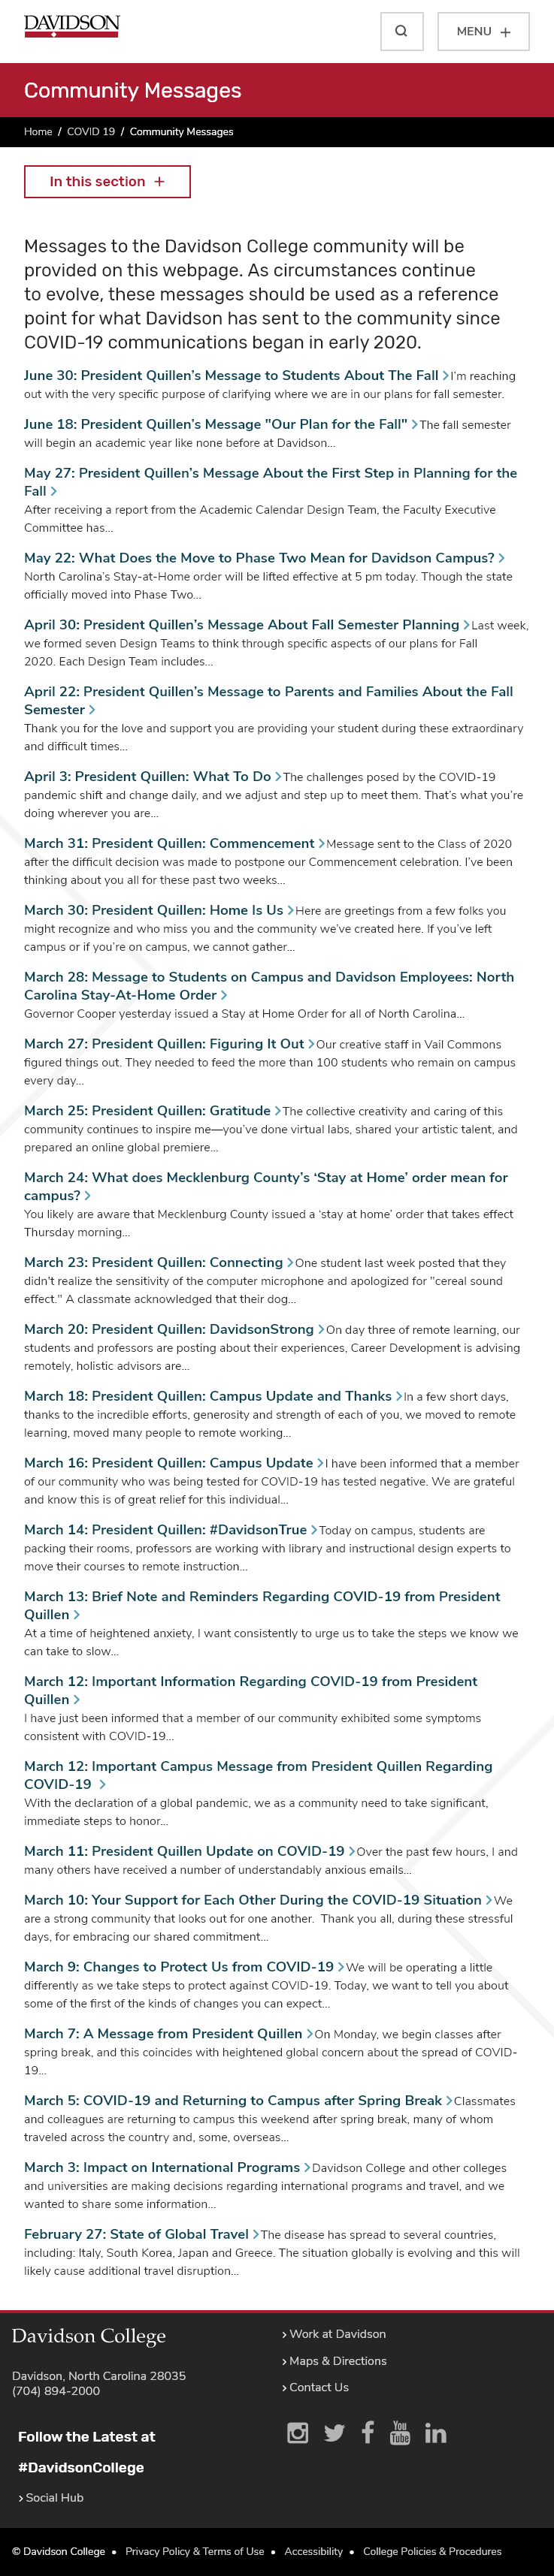 DAVIDSON
MENU +
Community Messages
Home / COVID 19 / Community Messages
In this section +
Messages to the Davidson College community will be
provided on this webpage. As circumstances continue
to evolve, these messages should be used as a reference
point for what Davidson has sent to the community since
COVID-19 communications began in early 2020.
June 30: President Quillen’s Message to Students About The Fall I’m reaching
out with the very specific purpose of clarifying where we are in our plans for fall semester.
June 18: President Quillen’s Message "Our Plan for the Fall" The fall semester
will begin an academic year like none before at Davidson...
May 27: President Quillen’s Message About the First Step in Planning for the
Fall
After receiving a report from the Academic Calendar Design Team, the Faculty Executive
Committee has...
May 22: What Does the Move to Phase Two Mean for Davidson Campus?
North Carolina’s Stay-at-Home order will be lifted effective at 5 pm today. Though the state
officially moved into Phase Two...
April 30: President Quillen’s Message About Fall Semester Planning Last week,
we formed seven Design Teams to think through specific aspects of our plans for Fall
2020. Each Design Team includes...
April 22: President Quillen’s Message to Parents and Families About the Fall
Semester
Thank you for the love and support you are providing your student during these extraordinary
and difficult times...
April 3: President Quillen: What To Do The challenges posed by the COVID-19
pandemic shift and change daily, and we adjust and step up to meet them. That’s what you’re
doing wherever you are...
March 31: President Quillen: Commencement Message sent to the Class of 2020
after the difficult decision was made to postpone our Commencement celebration. I’ve been
thinking about you all for these past two weeks...
March 30: President Quillen: Home Is Us Here are greetings from a few folks you
might recognize and who miss you and the community we’ve created here. If you’ve left
campus or if you’re on campus, we cannot gather...
March 28: Message to Students on Campus and Davidson Employees: North
Carolina Stay-At-Home Order
Governor Cooper yesterday issued a Stay at Home Order for all of North Carolina...
March 27: President Quillen: Figuring It Out Our creative staff in Vail Commons
figured things out. They needed to feed the more than 100 students who remain on campus
every day...
March 25: President Quillen: Gratitude The collective creativity and caring of this
community continues to inspire me—you’ve done virtual labs, shared your artistic talent, and
prepared an online global premiere...
March 24: What does Mecklenburg County’s ‘Stay at Home’ order mean for
campus?
You likely are aware that Mecklenburg County issued a ‘stay at home’ order that takes effect
Thursday morning...
March 23: President Quillen: Connecting One student last week posted that they
didn't realize the sensitivity of the computer microphone and apologized for "cereal sound
effect." A classmate acknowledged that their dog...
March 20: President Quillen: DavidsonStrong On day three of remote learning, our
students and professors are posting about their experiences, Career Development is advising
remotely, holistic advisors are...
March 18: President Quillen: Campus Update and Thanks In a few short days,
thanks to the incredible efforts, generosity and strength of each of you, we moved to remote
learning, moved many people to remote working...
March 16: President Quillen: Campus Update I have been informed that a member
of our community who was being tested for COVID-19 has tested negative. We are grateful
and know this is of great relief for this individual...
March 14: President Quillen: #DavidsonTrue Today on campus, students are
packing their rooms, professors are working with library and instructional design experts to
move their courses to remote instruction...
March 13: Brief Note and Reminders Regarding COVID-19 from President
Quillen
At a time of heightened anxiety, I want consistently to urge us to take the steps we know we
can take to slow...
March 12: Important Information Regarding COVID-19 from President
Quillen
I have just been informed that a member of our community exhibited some symptoms
consistent with COVID-19...
March 12: Important Campus Message from President Quillen Regarding
COVID-19
With the declaration of a global pandemic, we as a community need to take significant,
immediate steps to honor...
March 11: President Quillen Update on COVID-19 Over the past few hours, I and
many others have received a number of understandably anxious emails...
March 10: Your Support for Each Other During the COVID-19 Situation We
are a strong community that looks out for one another. Thank you all, during these stressful
days, for embracing our shared commitment...
March 9: Changes to Protect Us from COVID-19 We will be operating a little
differently as we take steps to protect against COVID-19. Today, we want to tell you about
some of the first of the kinds of changes you can expect...
March 7: A Message from President Quillen On Monday, we begin classes after
spring break, and this coincides with heightened global concern about the spread of COVID-
19...
March 5: COVID-19 and Returning to Campus after Spring Break Classmates
and colleagues are returning to campus this weekend after spring break, many of whom
traveled across the country and, some, overseas...
March 3: Impact on International Programs Davidson College and other colleges
and universities are making decisions regarding international programs and travel, and we
wanted to share some information...
February 27: State of Global Travel The disease has spread to several countries,
including: Italy, South Korea, Japan and Greece. The situation globally is evolving and this will
likely cause additional travel disruption...
Davidson College
Davidson, North Carolina 28035
(704) 894-2000
Follow the Latest at
#DavidsonCollege
Social Hub
Work at Davidson
Maps & Directions
Contact Us
You Tube
© Davidson College • Privacy Policy & Terms of Use • Accessibility • College Policies & Procedures